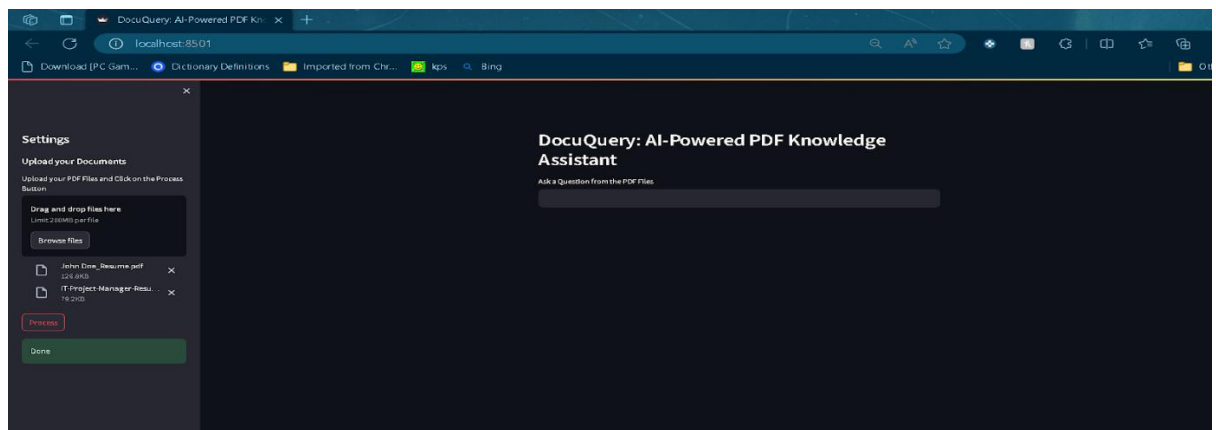 DocuQuery: AI-Powered PDF Kn
localhost:8501
Download [PC Gam... Dictionary Definitions Imported from Chr... kps Bing
Settings
Upload your Documents
Upload your PDF Files and Click on the Process
Button
Drag and drop files here
Limit 200MB per file
Browse files
John Doe_Resume.pdf
126.0KB
IT-Project-Manager-Resu...
79.2KB
Process
Done
DocuQuery: AI-Powered PDF Knowledge
Assistant
Ask a Question from the PDF Files